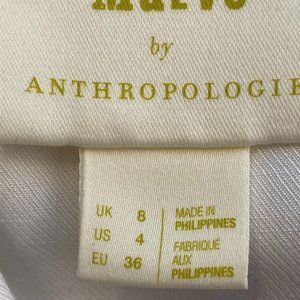 by
ANTHROPOLOGIE
UK 8
US 4
EU 36
MADE IN
PHILIPPINES
FABRIQUÉ
AUX
PHILIPPINES